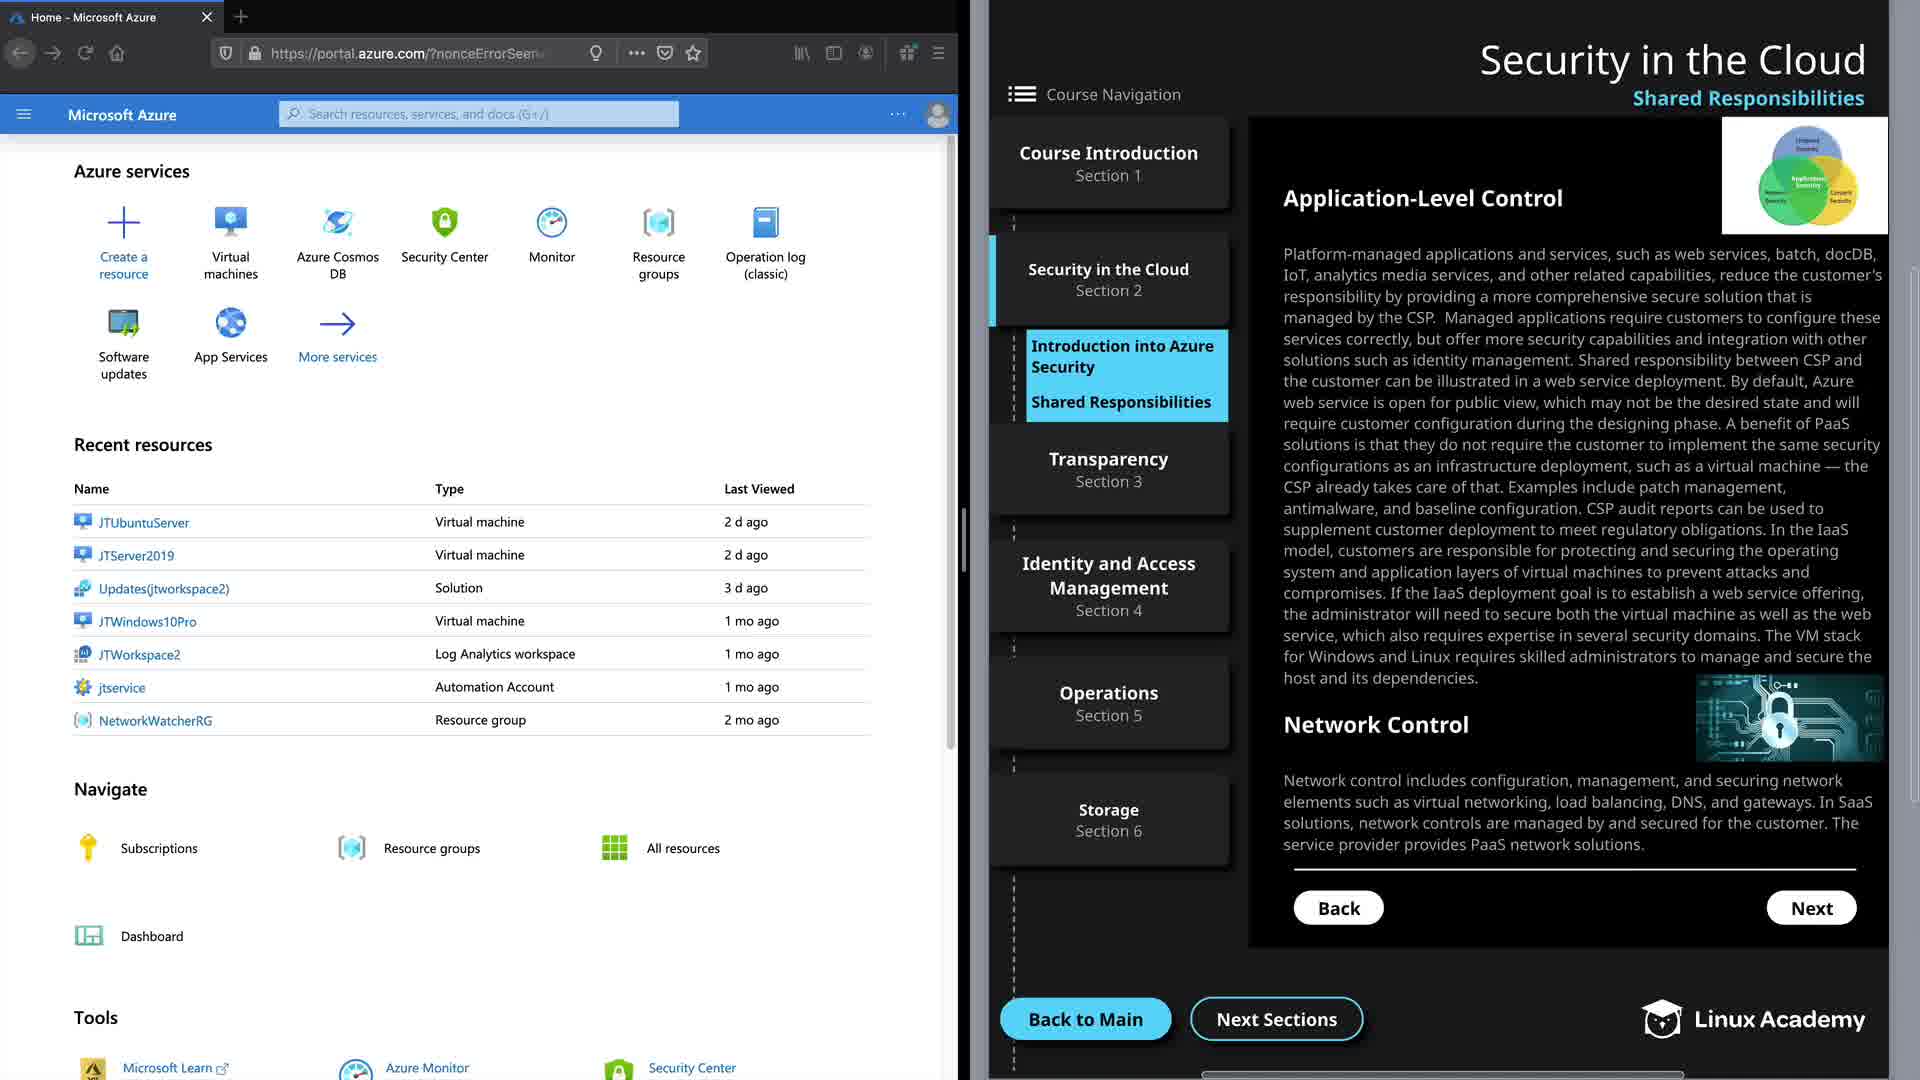 Home - Microsoft Azure
https://portal.azure.com/?nonceErrorSeen
Microsoft Azure
Search resources, services, and docs (G+/)
Azure services
Create a resource
Virtual machines
Azure Cosmos DB
Security Center
Monitor
Resource groups
Operation log (classic)
Software updates
App Services
More services
Recent resources
Name Type Last Viewed
JTUbuntuServer Virtual machine 2 d ago
JTServer2019 Virtual machine 2 d ago
Updates(jtworkspace2) Solution 3 d ago
JTWindows10Pro Virtual machine 1 mo ago
JTWorkspace2 Log Analytics workspace 1 mo ago
jtservice Automation Account 1 mo ago
NetworkWatcherRG Resource group 2 mo ago
Navigate
Subscriptions
Resource groups
All resources
Dashboard
Tools
Microsoft Learn
Azure Monitor
Security Center
Security in the Cloud
Shared Responsibilities
Course Navigation
Course Introduction
Section 1
Security in the Cloud
Section 2
Introduction into Azure
Security
Shared Responsibilities
Transparency
Section 3
Identity and Access
Management
Section 4
Operations
Section 5
Storage
Section 6
Application-Level Control
Application Security
Security
Security
Security
Platform-managed applications and services, such as web services, batch, docDB,
IoT, analytics media services, and other related capabilities, reduce the customer's
responsibility by providing a more comprehensive secure solution that is
managed by the CSP. Managed applications require customers to configure these
services correctly, but offer more security capabilities and integration with other
solutions such as identity management. Shared responsibility between CSP and
the customer can be illustrated in a web service deployment. By default, Azure
web service is open for public view, which may not be the desired state and will
require customer configuration during the designing phase. A benefit of PaaS
solutions is that they do not require the customer to implement the same security
configurations as an infrastructure deployment, such as a virtual machine — the
CSP already takes care of that. Examples include patch management,
antimalware, and baseline configuration. CSP audit reports can be used to
supplement customer deployment to meet regulatory obligations. In the IaaS
model, customers are responsible for protecting and securing the operating
system and application layers of virtual machines to prevent attacks and
compromises. If the IaaS deployment goal is to establish a web service offering,
the administrator will need to secure both the virtual machine as well as the web
service, which also requires expertise in several security domains. The VM stack
for Windows and Linux requires skilled administrators to manage and secure the
host and its dependencies.
Network Control
Network control includes configuration, management, and securing network
elements such as virtual networking, load balancing, DNS, and gateways. In SaaS
solutions, network controls are managed by and secured for the customer. The
service provider provides PaaS network solutions.
Back
Next
Back to Main
Next Sections
Linux Academy